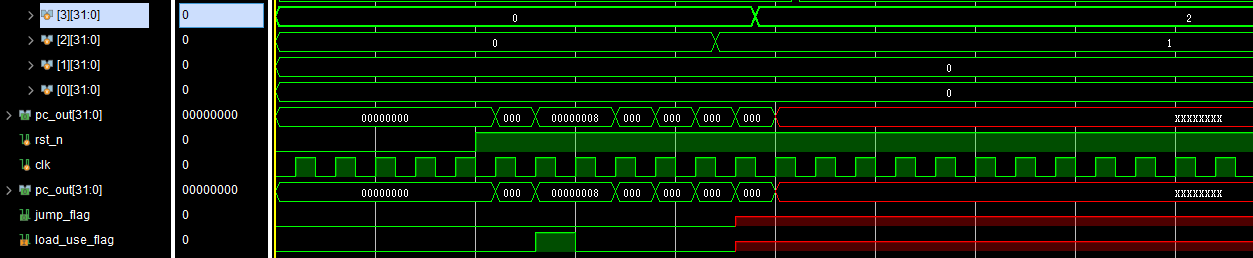 [3][31:0] 0 0 2
[2][31:0] 0 0 1
[1][31:0] 0 0
[0][31:0] 0 0
pc_out[31:0] 00000000 00000000 000 00000008 000 000 000 000 XXXXXXXX
rst_n 0
clk 0
pc_out[31:0] 00000000 00000000 000 00000008 000 000 000 000 XXXXXXXX
jump_flag 0
load_use_flag 0